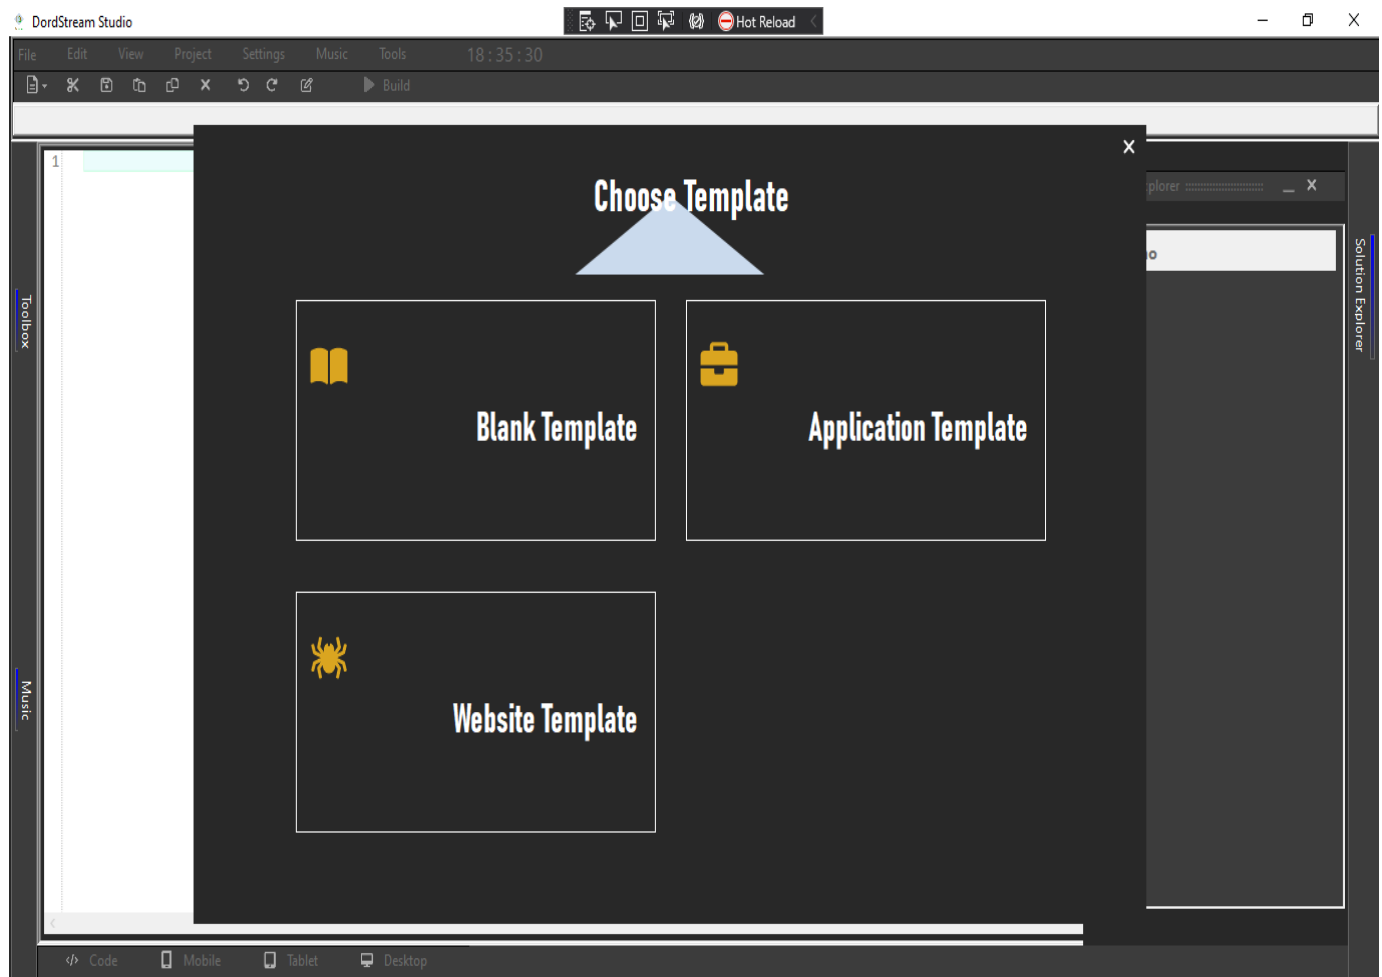 DordStream Studio
Hot Reload
File Edit View Project Settings Music Tools 18:35:30
Build
1
Choose Template
plorer
Toolbox
Blank Template
Application Template
Solution Explorer
Music
Website Template
Code Mobile Tablet Desktop